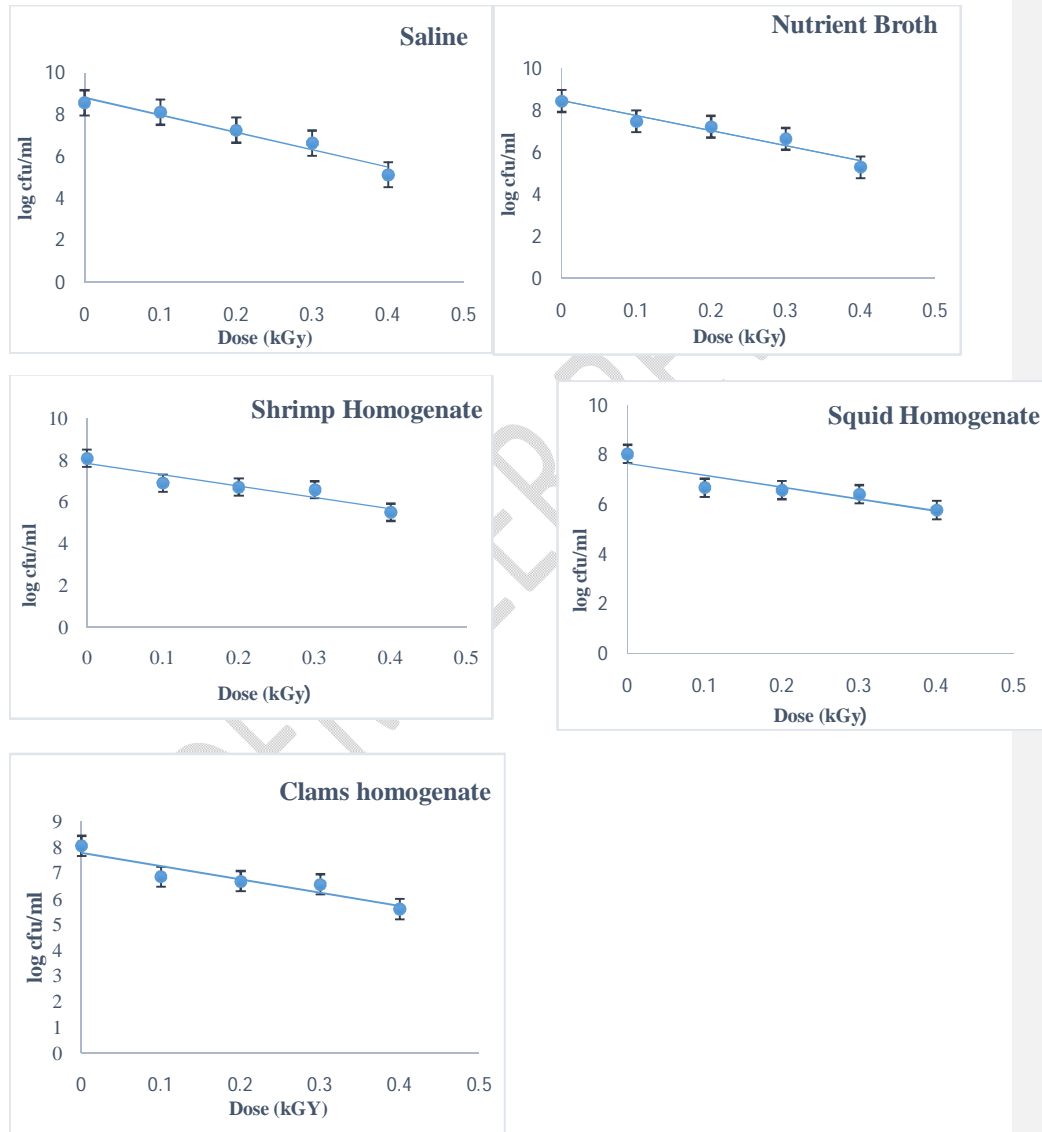 Saline
10
8
6
4
2
0
log cfu/ml
0 0.1 0.2 0.3 0.4 0.5
Dose (kGy)
Nutrient Broth
10
8
6
4
2
0
log cfu/ml
0 0.1 0.2 0.3 0.4 0.5
Dose (kGy)
Shrimp Homogenate
10
8
6
4
2
0
log cfu/ml
0 0.1 0.2 0.3 0.4 0.5
Dose (kGy)
Squid Homogenate
10
8
6
4
2
0
log cfu/ml
0 0.1 0.2 0.3 0.4 0.5
Dose (kGy)
Clams homogenate
9
8
7
6
5
4
3
2
1
0
log cfu/ml
0 0.1 0.2 0.3 0.4 0.5
Dose (kGY)